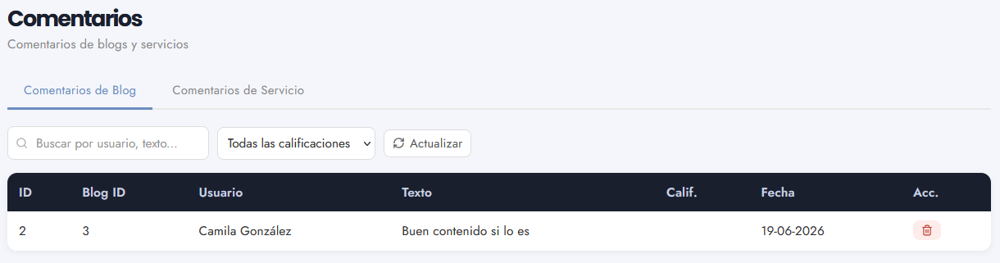 Comentarios
Comentarios de blogs y servicios
Comentarios de Blog Comentarios de Servicio
Buscar por usuario, texto... Todas las calificaciones Actualizar
ID Blog ID Usuario Texto Calif. Fecha Acc.
2 3 Camila González Buen contenido si lo es 19-06-2026